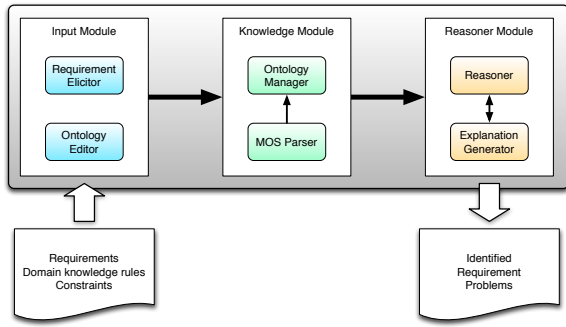 Input Module
Requirement
Elicitor
Ontology
Editor
Knowledge Module
Ontology
Manager
MOS Parser
Reasoner Module
Reasoner
Explanation
Generator
Requirements
Domain knowledge rules
Constraints
Identified
Requirement
Problems